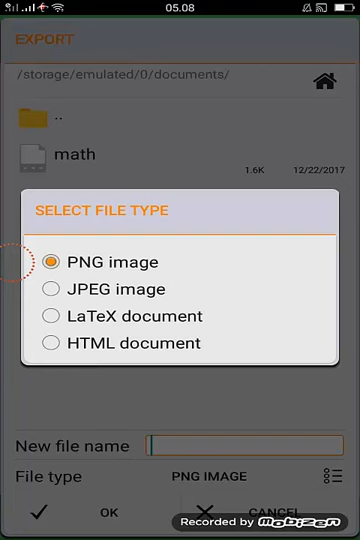 05.08
EXPORT
/storage/emulated/0/documents/
..
math
1.6K 12/22/2017
SELECT FILE TYPE
PNG image
JPEG image
LaTeX document
HTML document
New file name
File type PNG IMAGE
OK CANCEL
Recorded by mobizen